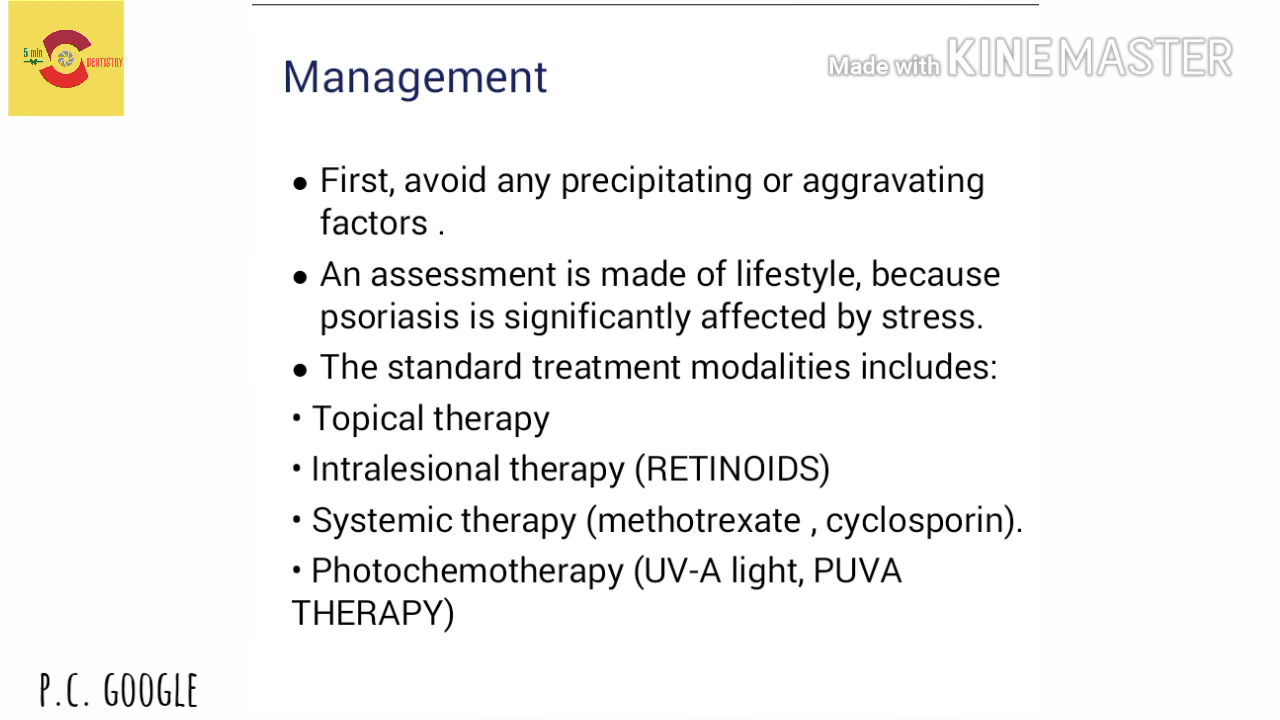 5 min
DENTISTRY
Made with KINEMASTER
Management
● First, avoid any precipitating or aggravating
factors .
● An assessment is made of lifestyle, because
psoriasis is significantly affected by stress.
● The standard treatment modalities includes:
• Topical therapy
• Intralesional therapy (RETINOIDS)
• Systemic therapy (methotrexate , cyclosporin).
• Photochemotherapy (UV-A light, PUVA
THERAPY)
P.C. GOOGLE